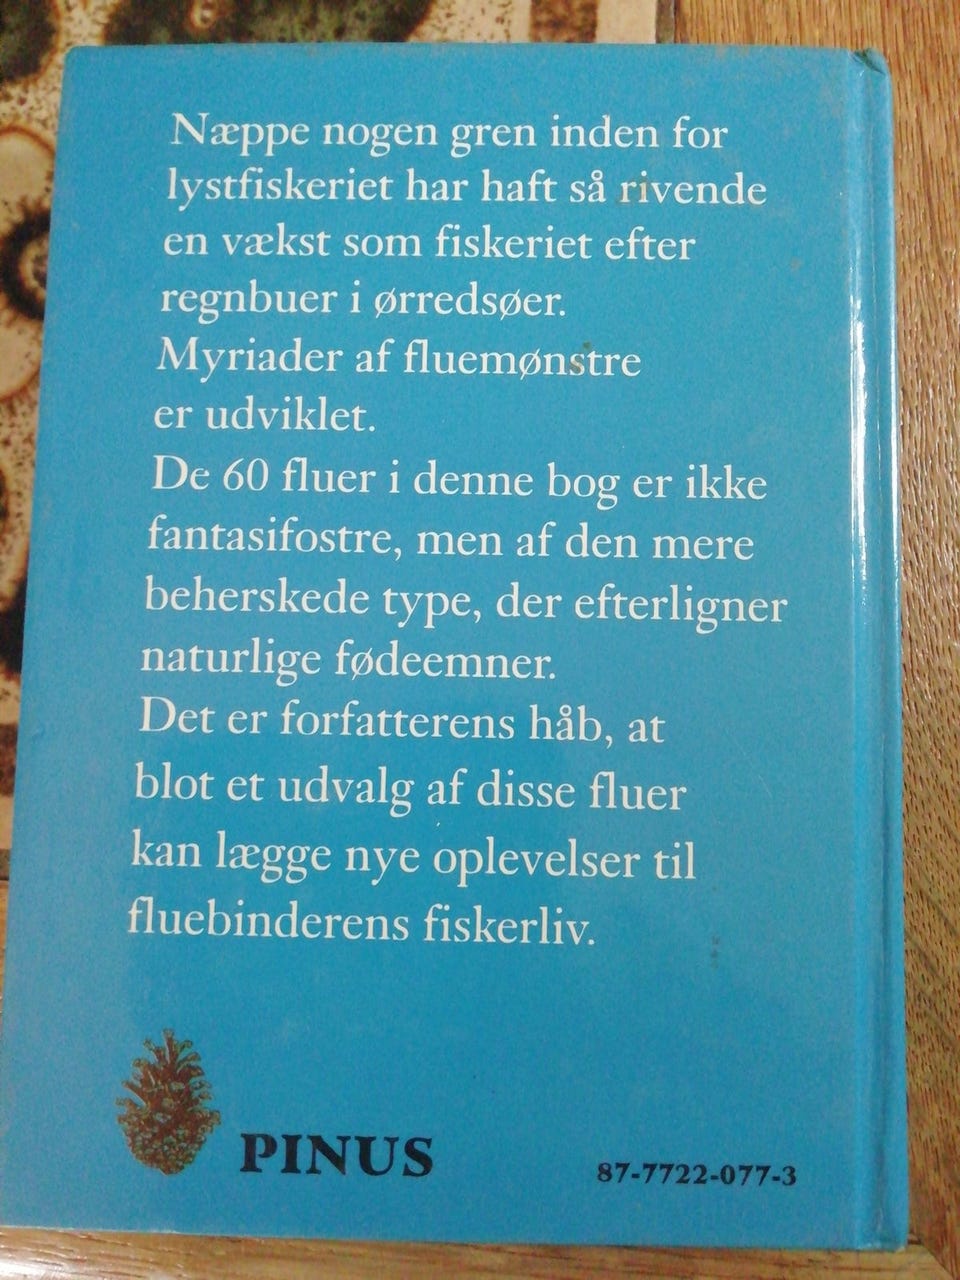 Næppe nogen gren inden for
lystfiskeriet har haft så rivende
en vækst som fiskeriet efter
regnbuer i ørredsøer.
Myriader af fluemønstre
er udviklet.
De 60 fluer i denne bog er ikke
fantasifostre, men af den mere
beherskede type, der efterligner
naturlige fødeemner.
Det er forfatterens håb, at
blot et udvalg af disse fluer
kan lægge nye oplevelser til
fluebinderens fiskerliv.
PINUS
87-7722-077-3